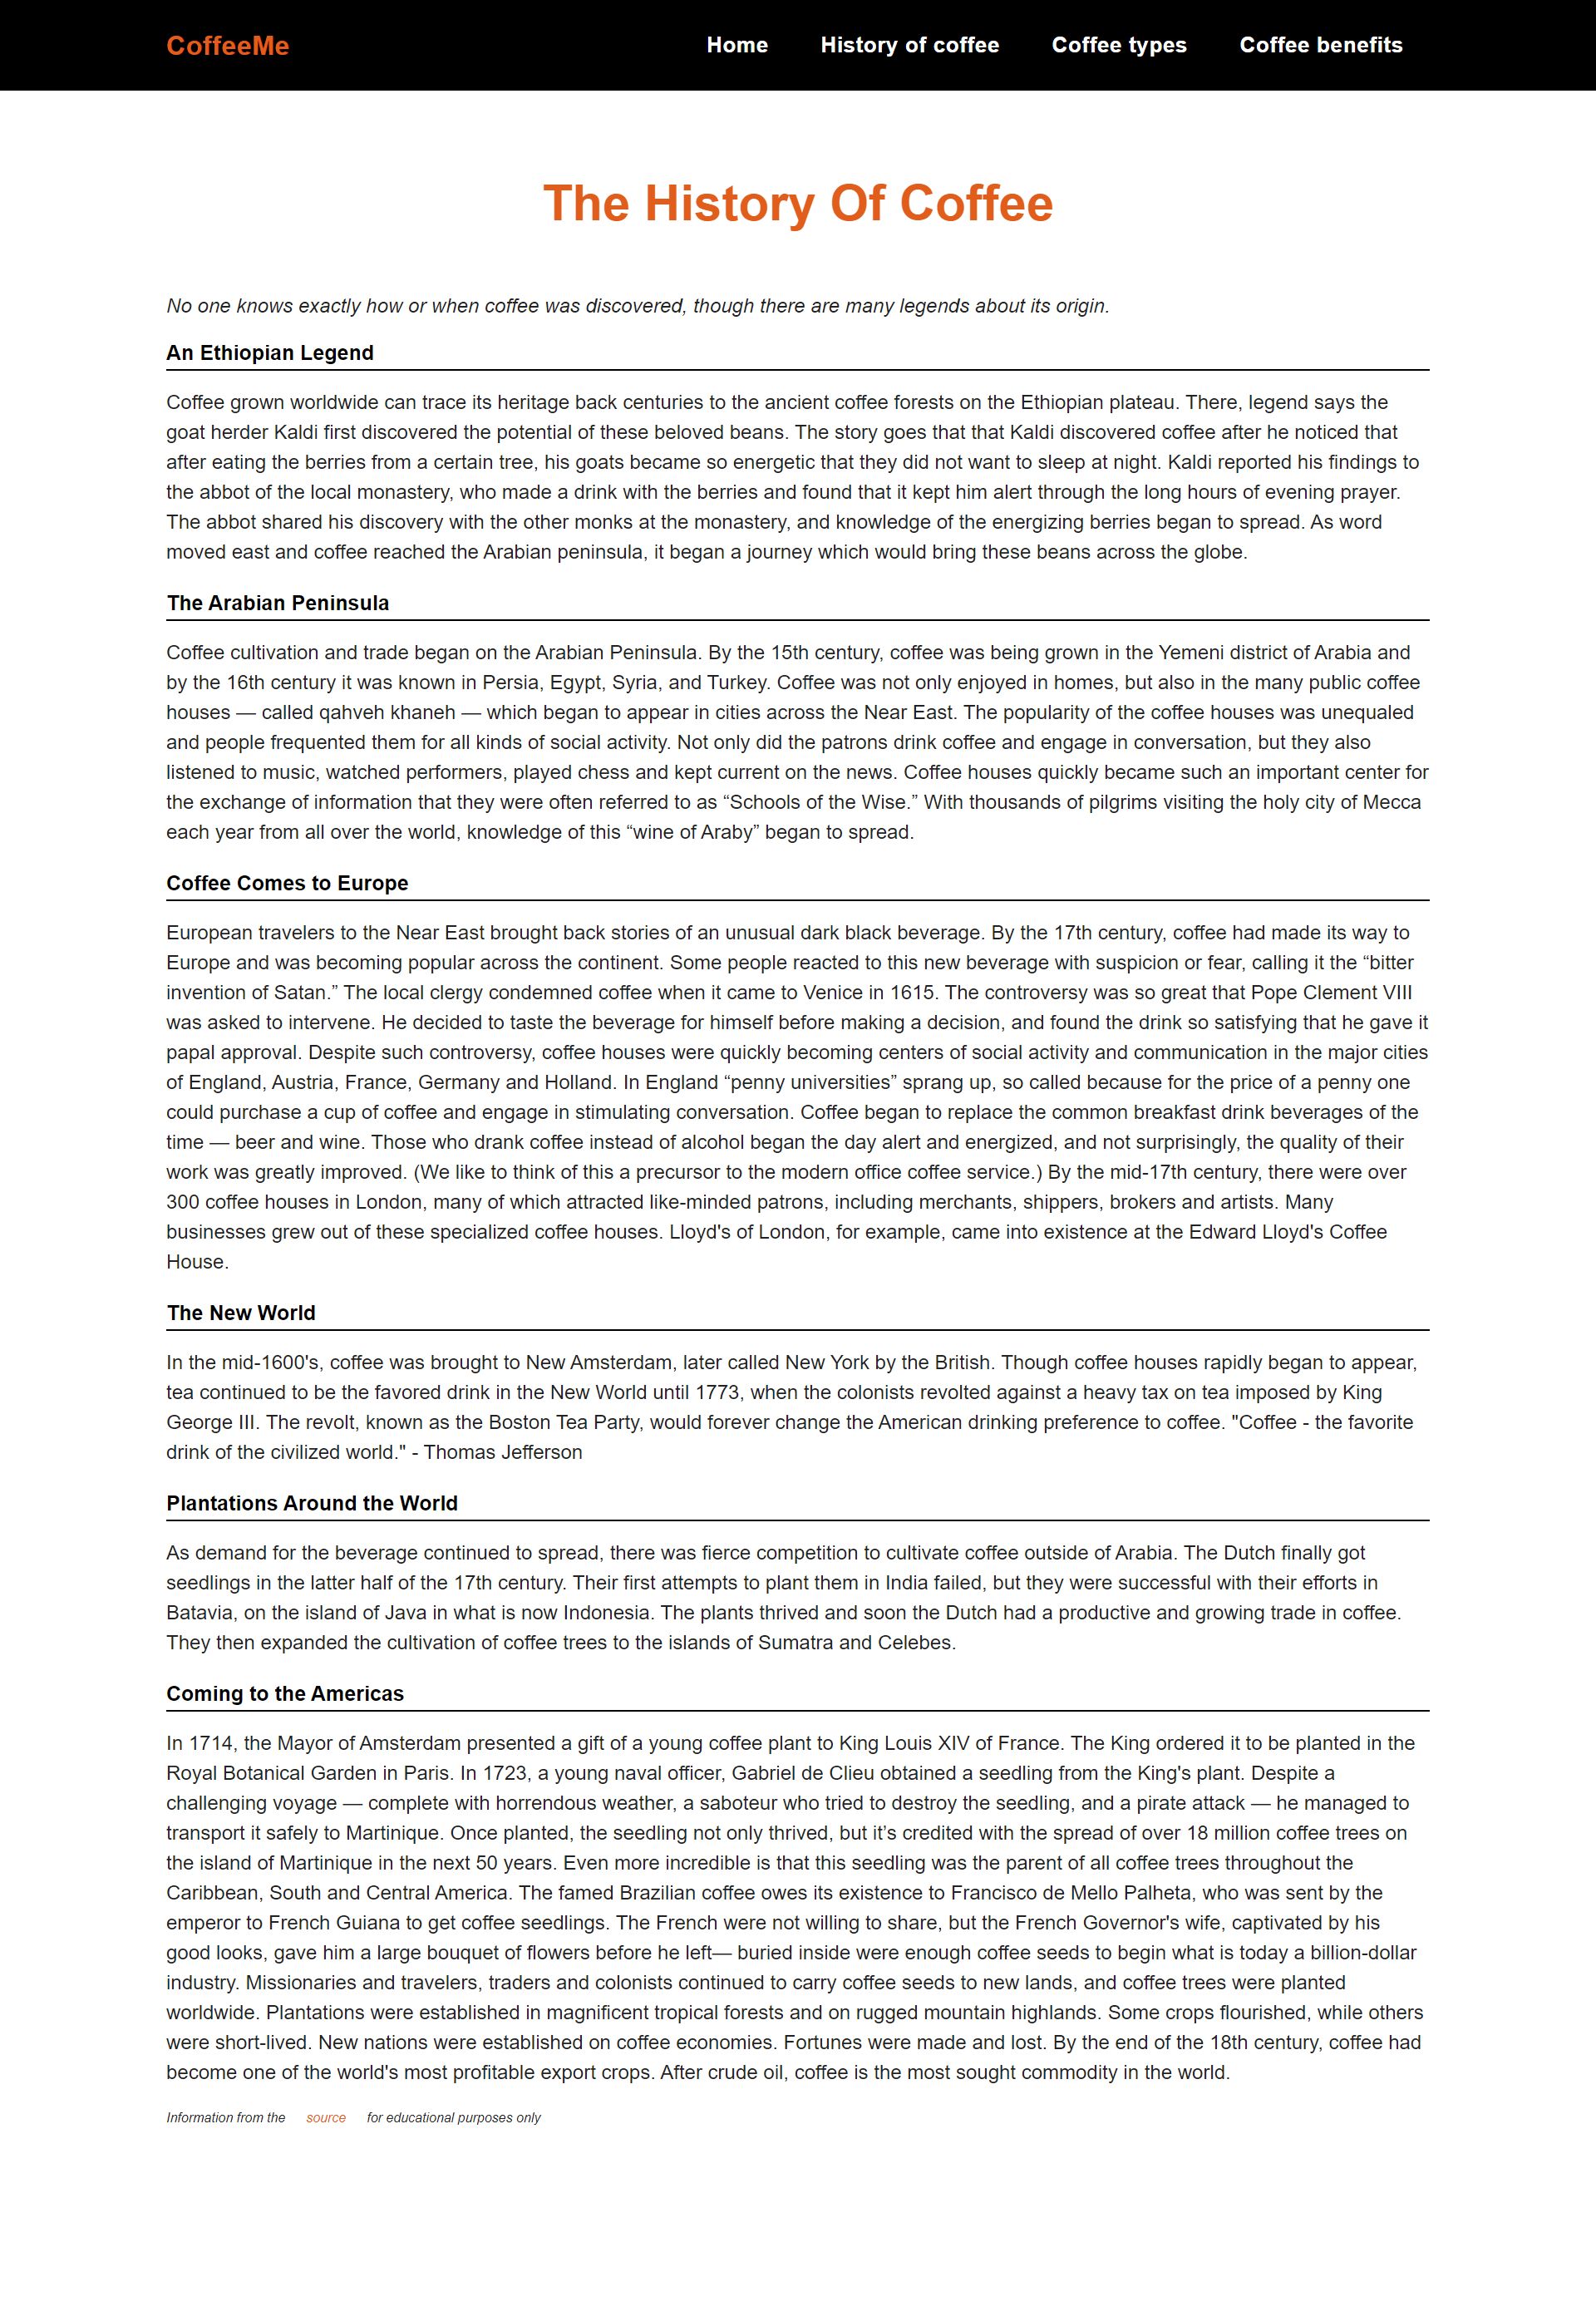 CoffeeMe
Home History of coffee Coffee types Coffee benefits
The History Of Coffee
No one knows exactly how or when coffee was discovered, though there are many legends about its origin.
An Ethiopian Legend
Coffee grown worldwide can trace its heritage back centuries to the ancient coffee forests on the Ethiopian plateau. There, legend says the
goat herder Kaldi first discovered the potential of these beloved beans. The story goes that that Kaldi discovered coffee after he noticed that
after eating the berries from a certain tree, his goats became so energetic that they did not want to sleep at night. Kaldi reported his findings to
the abbot of the local monastery, who made a drink with the berries and found that it kept him alert through the long hours of evening prayer.
The abbot shared his discovery with the other monks at the monastery, and knowledge of the energizing berries began to spread. As word
moved east and coffee reached the Arabian peninsula, it began a journey which would bring these beans across the globe.
The Arabian Peninsula
Coffee cultivation and trade began on the Arabian Peninsula. By the 15th century, coffee was being grown in the Yemeni district of Arabia and
by the 16th century it was known in Persia, Egypt, Syria, and Turkey. Coffee was not only enjoyed in homes, but also in the many public coffee
houses — called qahveh khaneh — which began to appear in cities across the Near East. The popularity of the coffee houses was unequaled
and people frequented them for all kinds of social activity. Not only did the patrons drink coffee and engage in conversation, but they also
listened to music, watched performers, played chess and kept current on the news. Coffee houses quickly became such an important center for
the exchange of information that they were often referred to as “Schools of the Wise.” With thousands of pilgrims visiting the holy city of Mecca
each year from all over the world, knowledge of this “wine of Araby” began to spread.
Coffee Comes to Europe
European travelers to the Near East brought back stories of an unusual dark black beverage. By the 17th century, coffee had made its way to
Europe and was becoming popular across the continent. Some people reacted to this new beverage with suspicion or fear, calling it the “bitter
invention of Satan.” The local clergy condemned coffee when it came to Venice in 1615. The controversy was so great that Pope Clement VIII
was asked to intervene. He decided to taste the beverage for himself before making a decision, and found the drink so satisfying that he gave it
papal approval. Despite such controversy, coffee houses were quickly becoming centers of social activity and communication in the major cities
of England, Austria, France, Germany and Holland. In England “penny universities” sprang up, so called because for the price of a penny one
could purchase a cup of coffee and engage in stimulating conversation. Coffee began to replace the common breakfast drink beverages of the
time — beer and wine. Those who drank coffee instead of alcohol began the day alert and energized, and not surprisingly, the quality of their
work was greatly improved. (We like to think of this a precursor to the modern office coffee service.) By the mid-17th century, there were over
300 coffee houses in London, many of which attracted like-minded patrons, including merchants, shippers, brokers and artists. Many
businesses grew out of these specialized coffee houses. Lloyd's of London, for example, came into existence at the Edward Lloyd's Coffee
House.
The New World
In the mid-1600's, coffee was brought to New Amsterdam, later called New York by the British. Though coffee houses rapidly began to appear,
tea continued to be the favored drink in the New World until 1773, when the colonists revolted against a heavy tax on tea imposed by King
George III. The revolt, known as the Boston Tea Party, would forever change the American drinking preference to coffee. "Coffee - the favorite
drink of the civilized world." - Thomas Jefferson
Plantations Around the World
As demand for the beverage continued to spread, there was fierce competition to cultivate coffee outside of Arabia. The Dutch finally got
seedlings in the latter half of the 17th century. Their first attempts to plant them in India failed, but they were successful with their efforts in
Batavia, on the island of Java in what is now Indonesia. The plants thrived and soon the Dutch had a productive and growing trade in coffee.
They then expanded the cultivation of coffee trees to the islands of Sumatra and Celebes.
Coming to the Americas
In 1714, the Mayor of Amsterdam presented a gift of a young coffee plant to King Louis XIV of France. The King ordered it to be planted in the
Royal Botanical Garden in Paris. In 1723, a young naval officer, Gabriel de Clieu obtained a seedling from the King's plant. Despite a
challenging voyage — complete with horrendous weather, a saboteur who tried to destroy the seedling, and a pirate attack — he managed to
transport it safely to Martinique. Once planted, the seedling not only thrived, but it’s credited with the spread of over 18 million coffee trees on
the island of Martinique in the next 50 years. Even more incredible is that this seedling was the parent of all coffee trees throughout the
Caribbean, South and Central America. The famed Brazilian coffee owes its existence to Francisco de Mello Palheta, who was sent by the
emperor to French Guiana to get coffee seedlings. The French were not willing to share, but the French Governor's wife, captivated by his
good looks, gave him a large bouquet of flowers before he left— buried inside were enough coffee seeds to begin what is today a billion-dollar
industry. Missionaries and travelers, traders and colonists continued to carry coffee seeds to new lands, and coffee trees were planted
worldwide. Plantations were established in magnificent tropical forests and on rugged mountain highlands. Some crops flourished, while others
were short-lived. New nations were established on coffee economies. Fortunes were made and lost. By the end of the 18th century, coffee had
become one of the world's most profitable export crops. After crude oil, coffee is the most sought commodity in the world.
Information from the source for educational purposes only